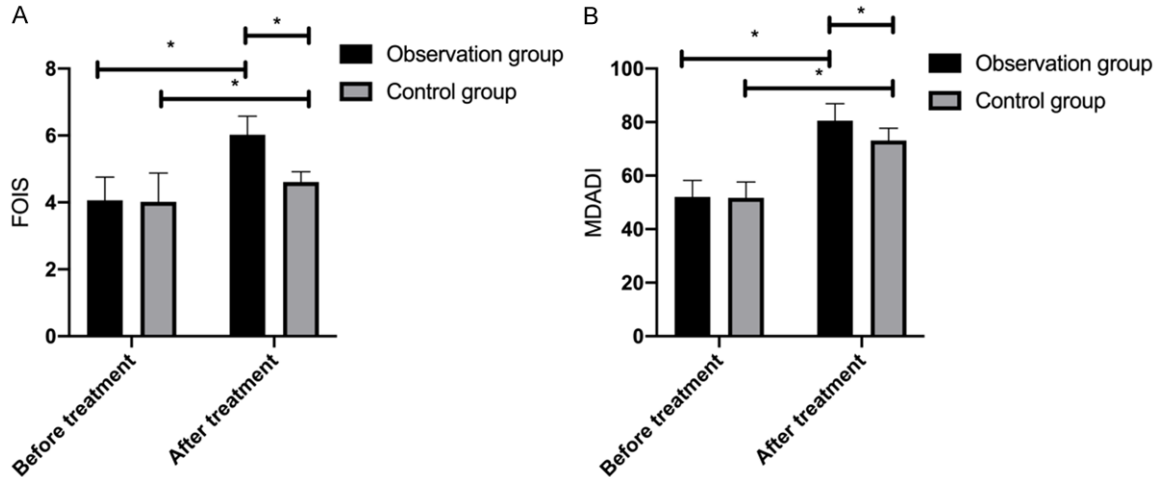 A
*
*
*
Observation group
Control group
8
6
4
2
0
FOIS
Before treatment
After treatment
B
*
*
*
Observation group
Control group
100
80
60
40
20
0
MDADI
Before treatment
After treatment